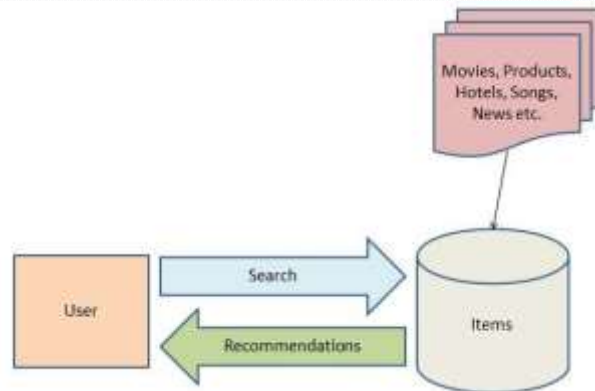 Movies, Products,
Hotels, Songs,
News etc.
Search
User
Items
Recommendations